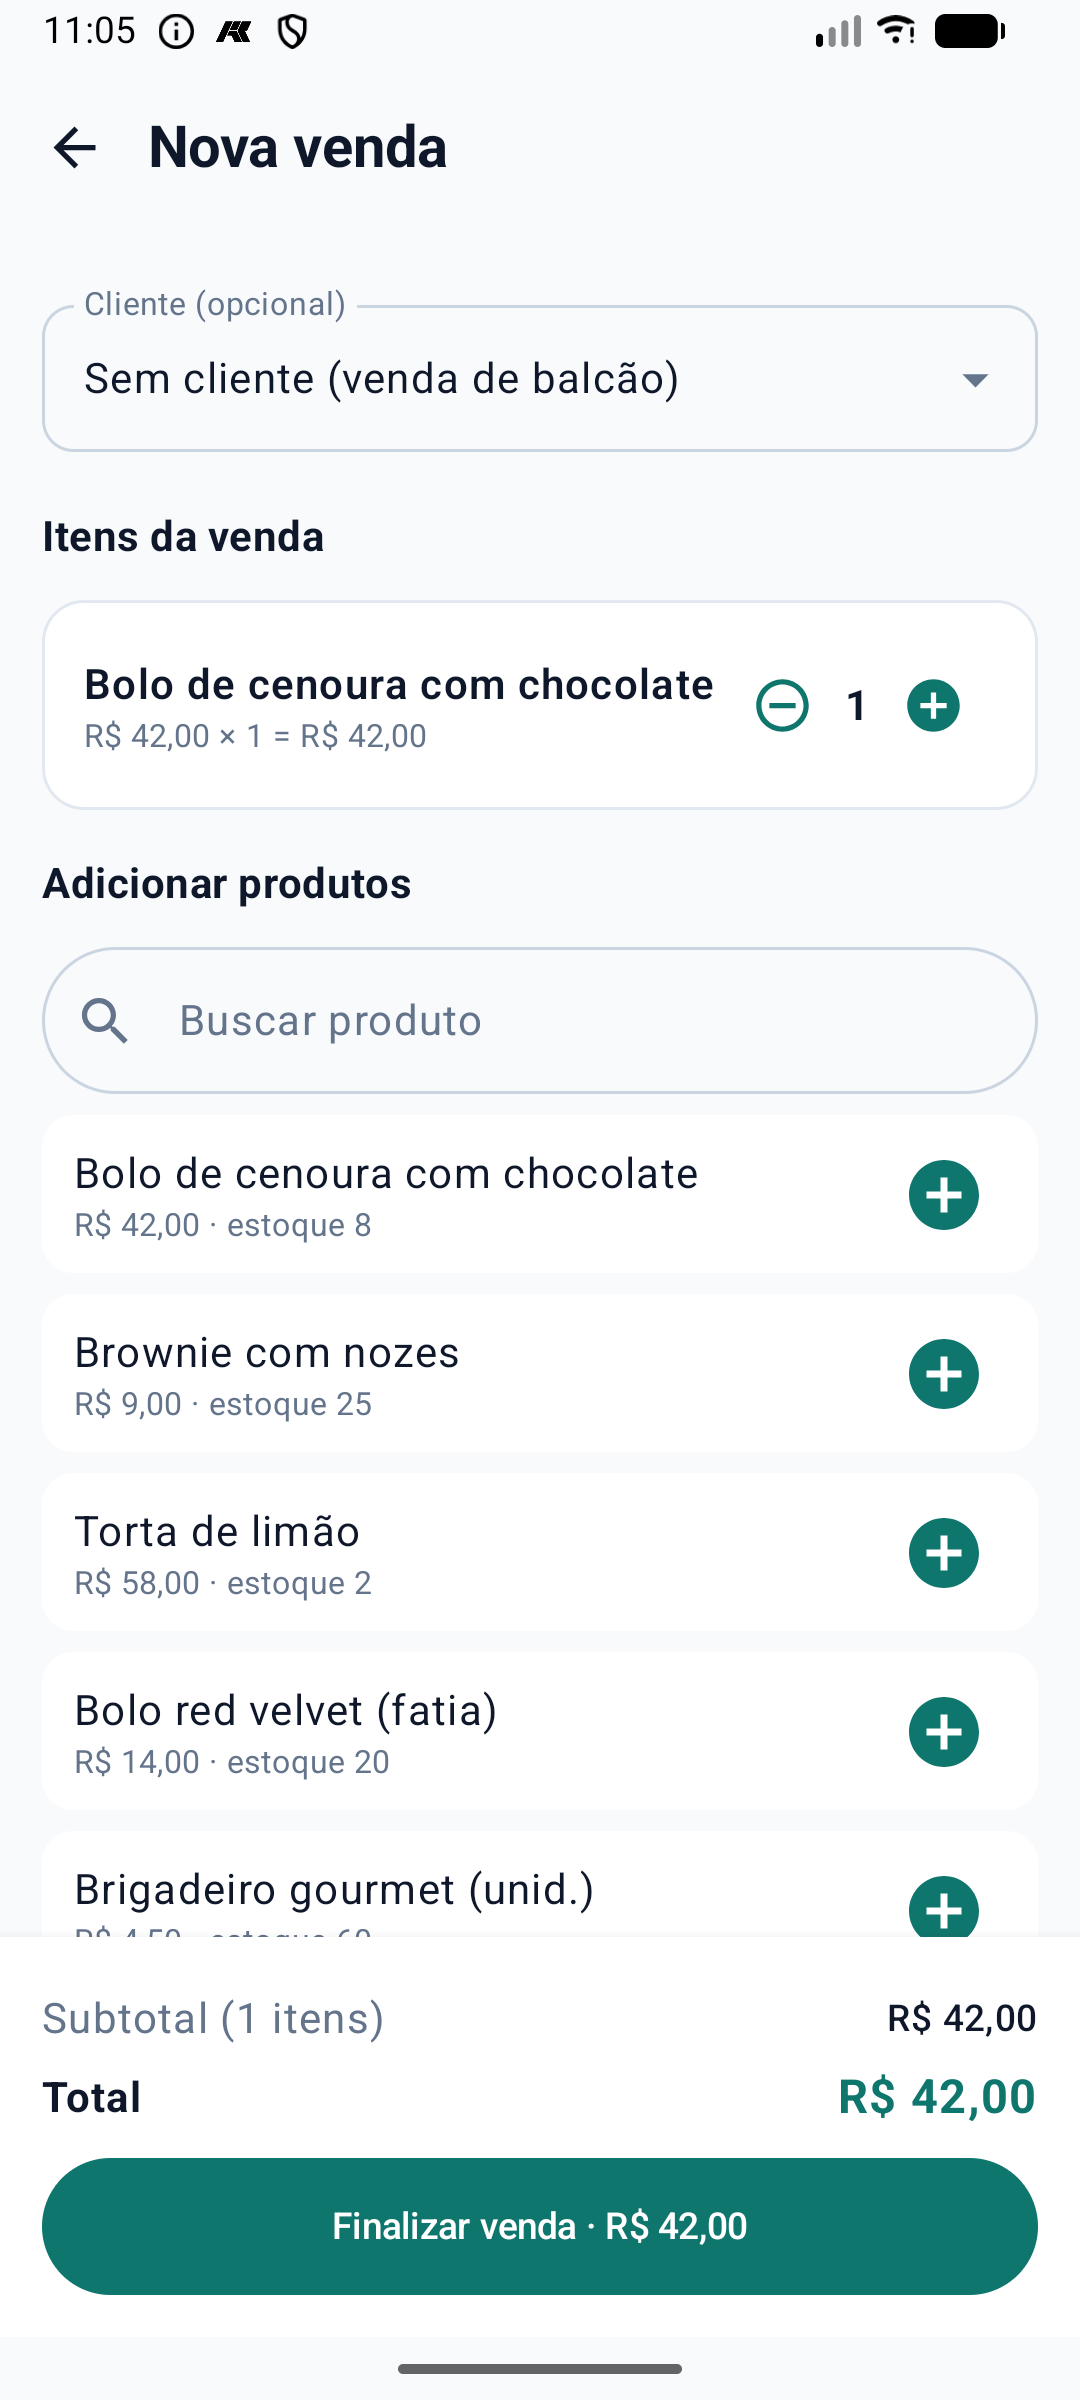 11:05
Nova venda
Cliente (opcional)
Sem cliente (venda de balcão)
Itens da venda
Bolo de cenoura com chocolate
R$ 42,00 × 1 = R$ 42,00
1
Adicionar produtos
Buscar produto
Bolo de cenoura com chocolate
R$ 42,00 · estoque 8
Brownie com nozes
R$ 9,00 · estoque 25
Torta de limão
R$ 58,00 · estoque 2
Bolo red velvet (fatia)
R$ 14,00 · estoque 20
Brigadeiro gourmet (unid.)
Subtotal (1 itens) R$ 42,00
Total R$ 42,00
Finalizar venda · R$ 42,00